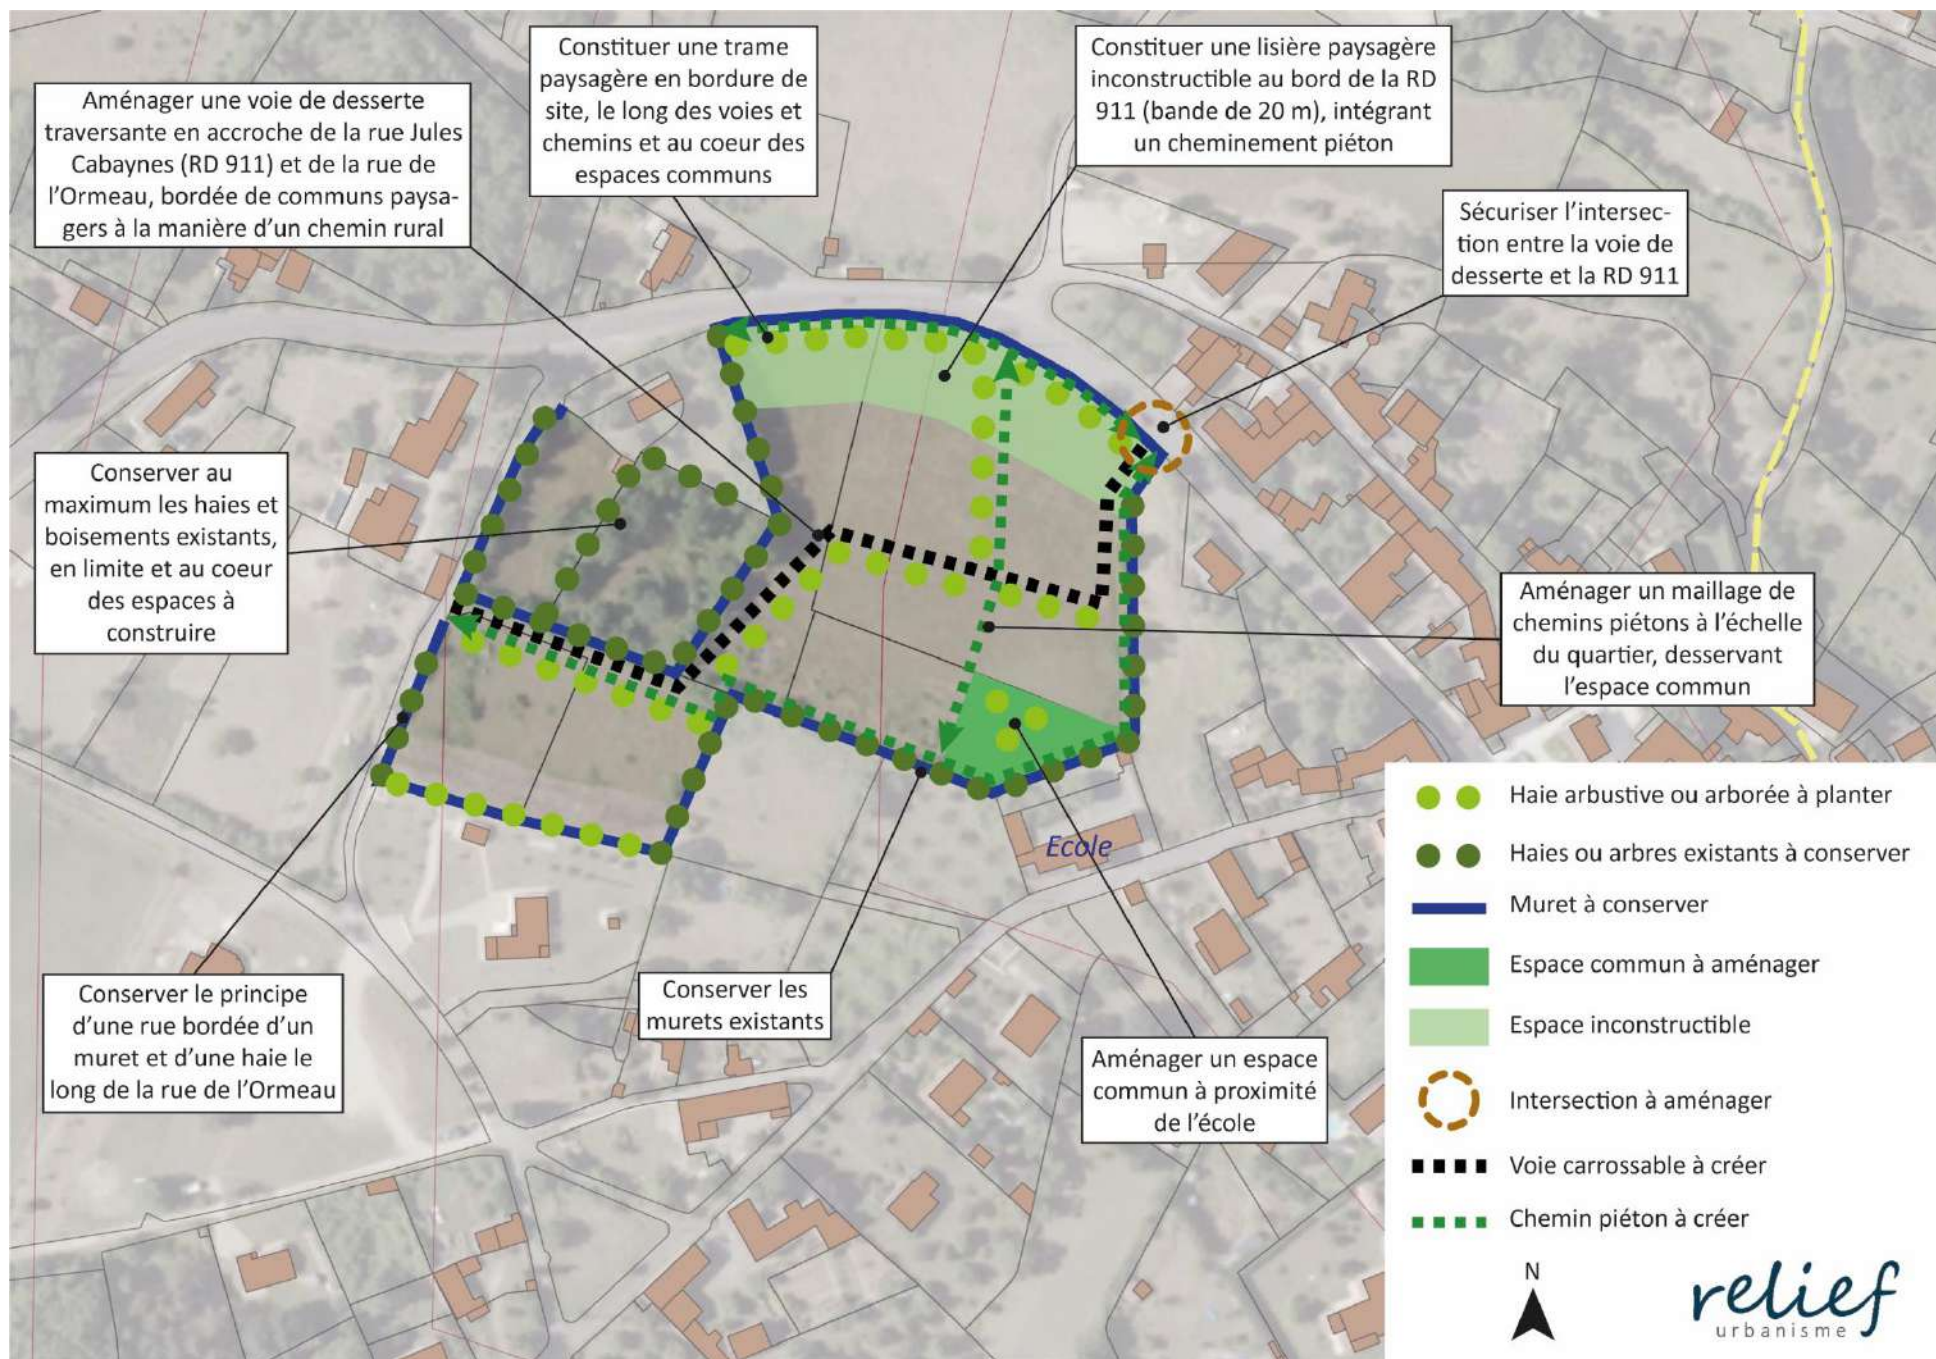 Constituer une trame
paysagère en bordure de
site, le long des voies et
chemins et au coeur des
espaces communs
Constituer une lisière paysagère
inconstructible au bord de la RD
911 (bande de 20 m), intégrant
un cheminement piéton
Aménager une voie de desserte
traversante en accroche de la rue Jules
Cabaynes (RD 911) et de la rue de
l'Ormeau, bordée de communs paysa-
gers à la manière d'un chemin rural
Sécuriser l'intersec-
tion entre la voie de
desserte et la RD 911
Conserver au
maximum les haies et
boisements existants,
en limite et au coeur
des espaces à
construire
Aménager un maillage de
chemins piétons à l'échelle
du quartier, desservant
l'espace commun
Ecole
Conserver le principe
d'une rue bordée d'un
muret et d'une haie le
long de la rue de l'Ormeau
Conserver les
murets existants
Aménager un espace
commun à proximité
de l'école
Haie arbustive ou arborée à planter
Haies ou arbres existants à conserver
Muret à conserver
Espace commun à aménager
Espace inconstructible
Intersection à aménager
Voie carrossable à créer
Chemin piéton à créer
N
relief
urbanisme